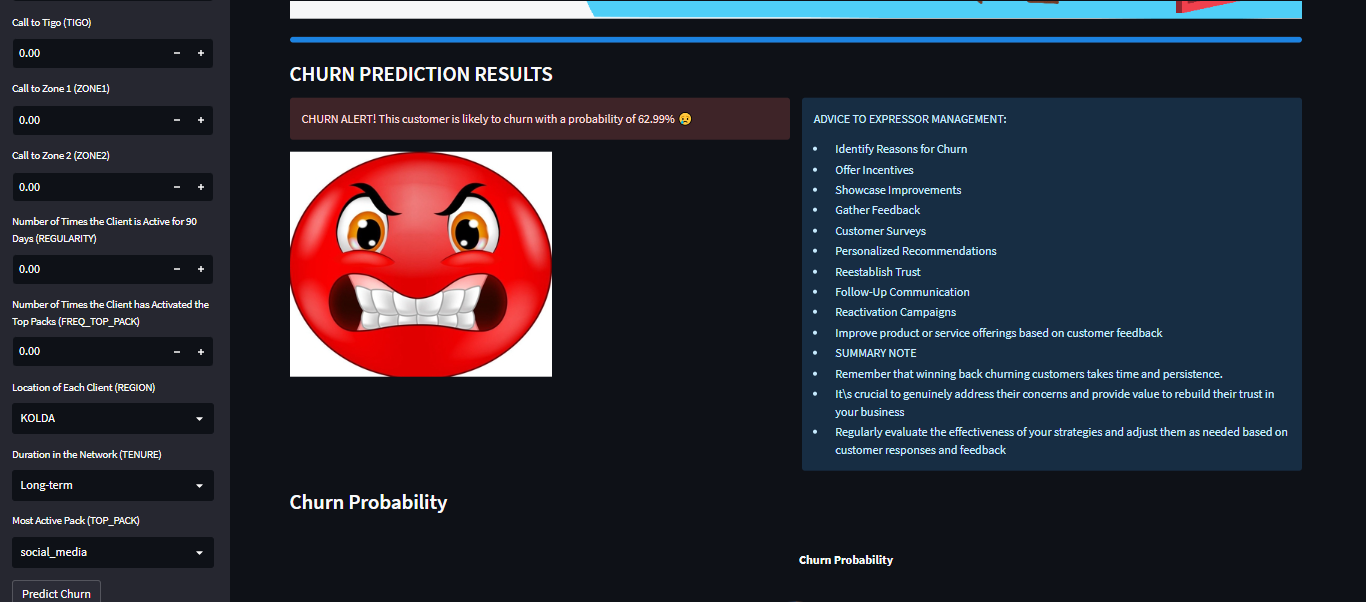 Call to Tigo (TIGO)
0.00
Call to Zone 1 (ZONE1)
0.00
Call to Zone 2 (ZONE2)
0.00
Number of Times the Client is Active for 90
Days (REGULARITY)
0.00
Number of Times the Client has Activated the
Top Packs (FREQ_TOP_PACK)
0.00
Location of Each Client (REGION)
KOLDA
Duration in the Network (TENURE)
Long-term
Most Active Pack (TOP_PACK)
social_media
Predict Churn
CHURN PREDICTION RESULTS
CHURN ALERT! This customer is likely to churn with a probability of 62.99% 😢
ADVICE TO EXPRESSOR MANAGEMENT:
• Identify Reasons for Churn
• Offer Incentives
• Showcase Improvements
• Gather Feedback
• Customer Surveys
• Personalized Recommendations
• Reestablish Trust
• Follow-Up Communication
• Reactivation Campaigns
• Improve product or service offerings based on customer feedback
• SUMMARY NOTE
• Remember that winning back churning customers takes time and persistence.
• It\s crucial to genuinely address their concerns and provide value to rebuild their trust in
your business
• Regularly evaluate the effectiveness of your strategies and adjust them as needed based on
customer responses and feedback
Churn Probability
Churn Probability